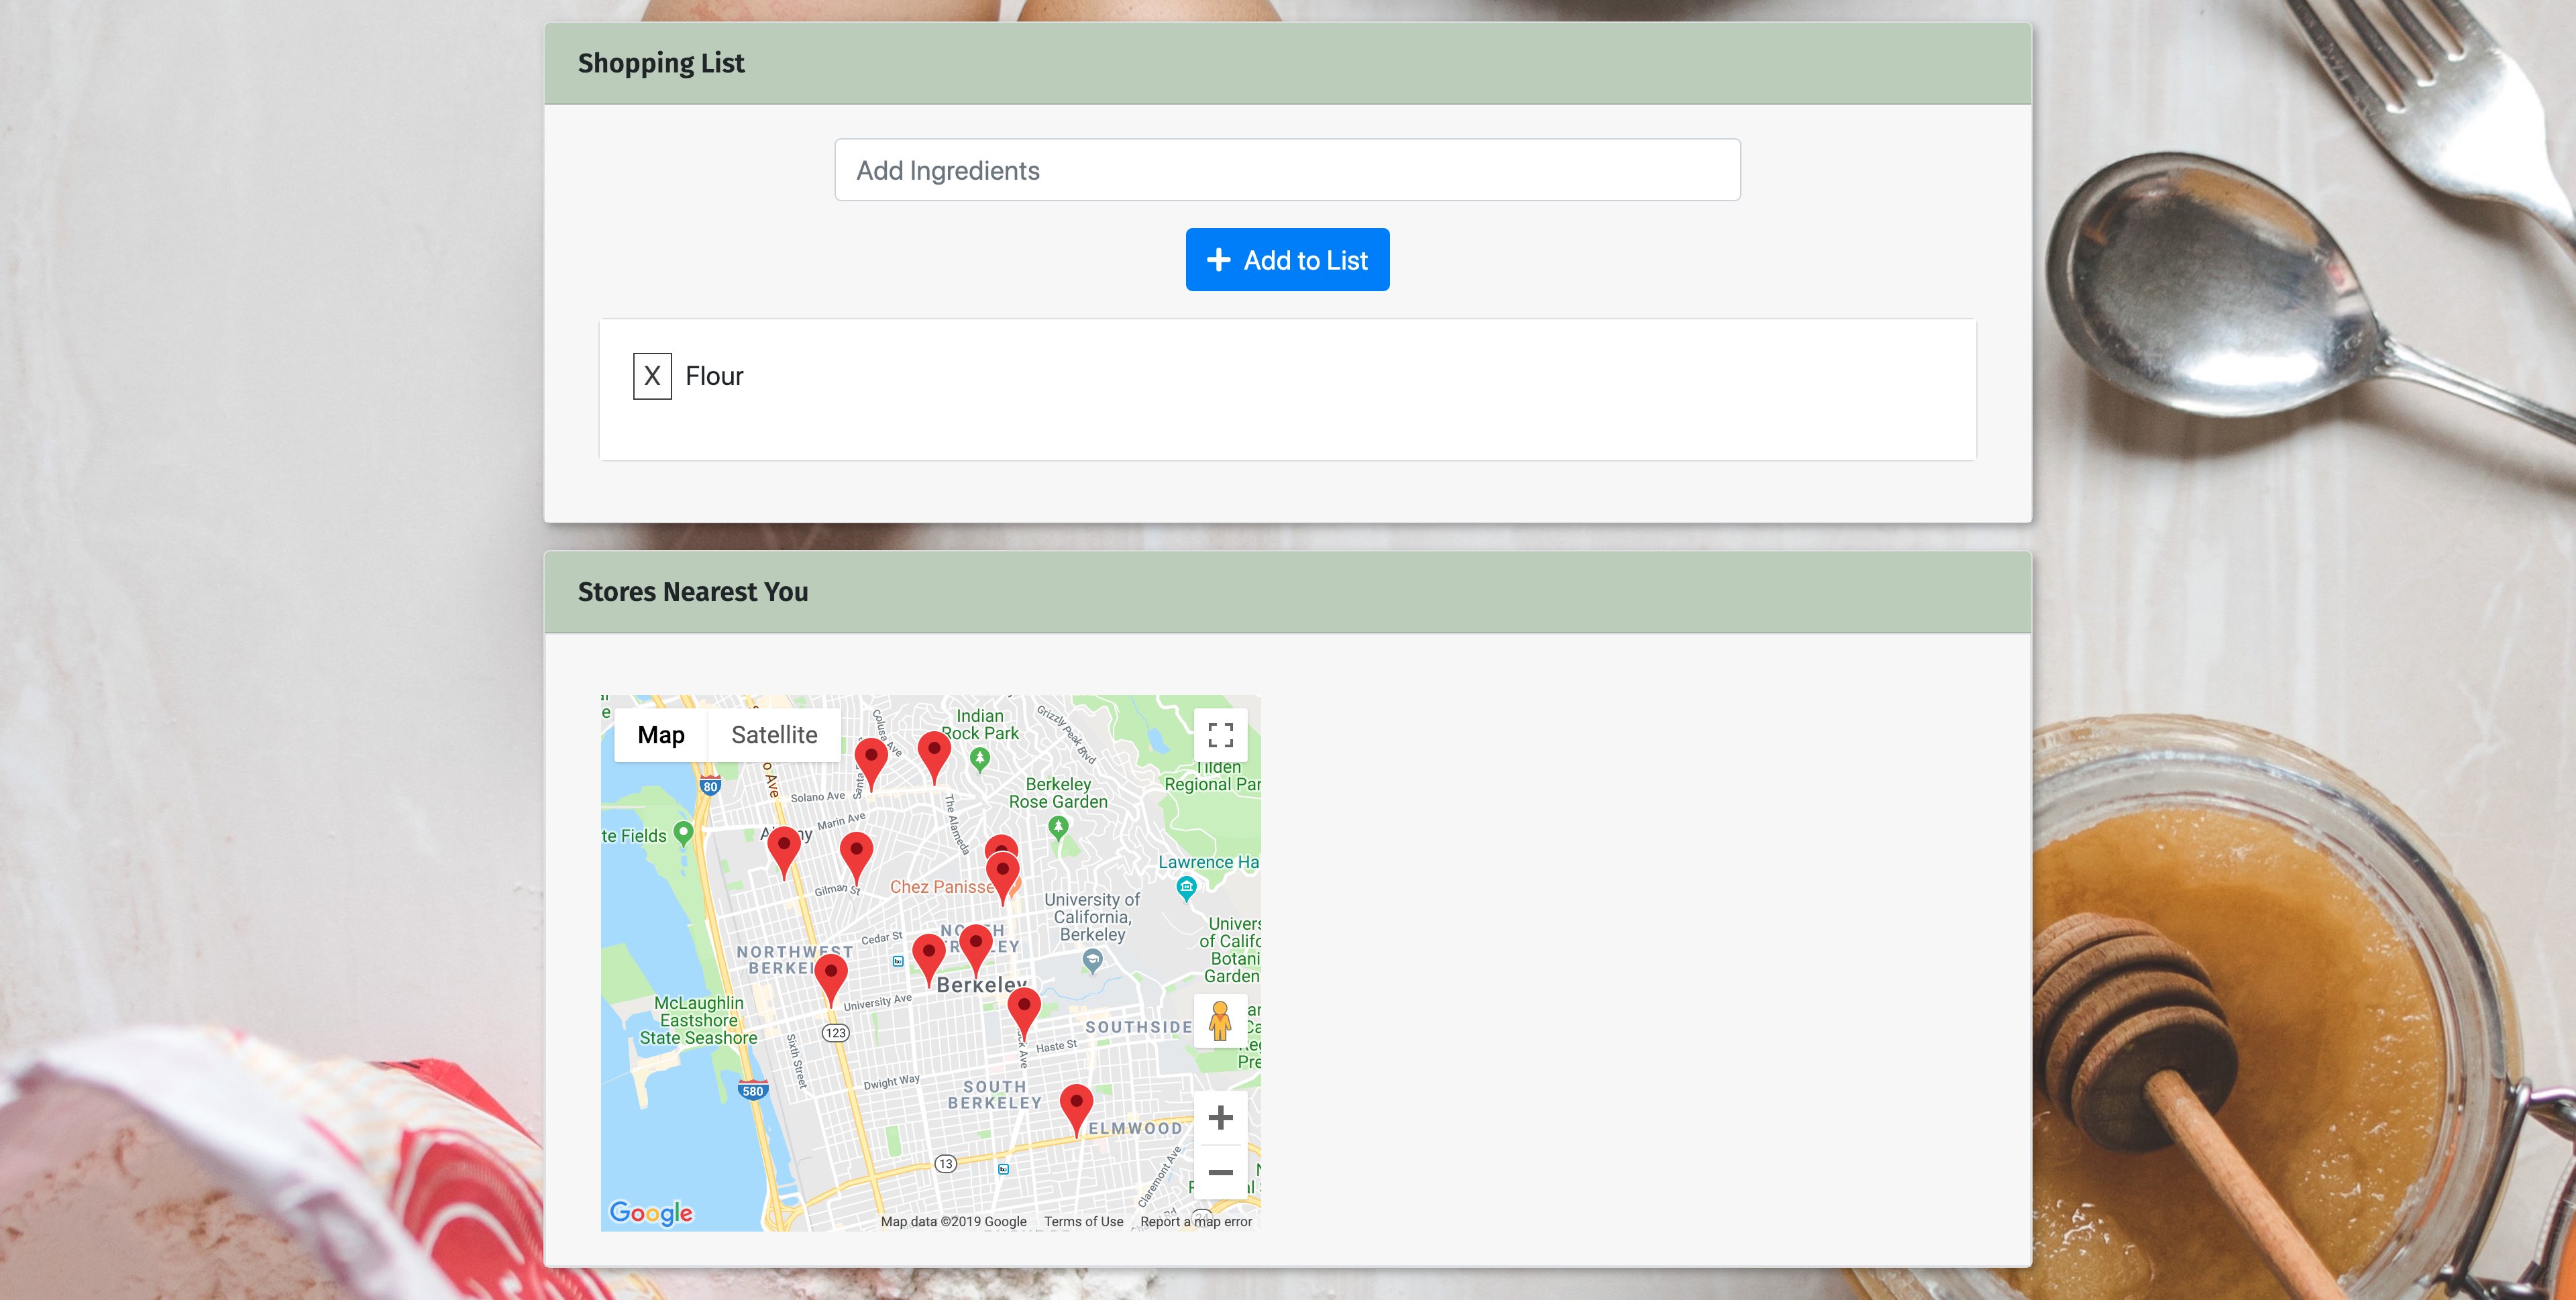 Shopping List
Add Ingredients
+ Add to List
X Flour
Stores Nearest You
Map
Satellite
Colusa Ave
Indian
Rock Park
Grizzly Peak Blvd
Tilden
Regional Par
80
Solano Ave
Santa
Berkeley
Rose Garden
Marin Ave
The Alameda
te Fields
Gilman St
Chez Panisse
Lawrence Ha
University of
California,
Berkeley
Univers
of Califo
Botani
Garden
Cedar St
NORTHWEST
Berkeley
University Ave
McLaughlin
Eastshore
State Seashore
123
Sixth Street
SOUTHSIDE
Haste St
Dwight Way
580
SOUTH
BERKELEY
ELMWOOD
13
Claremont Ave
Google
Map data ©2019 Google
Terms of Use
Report a map error